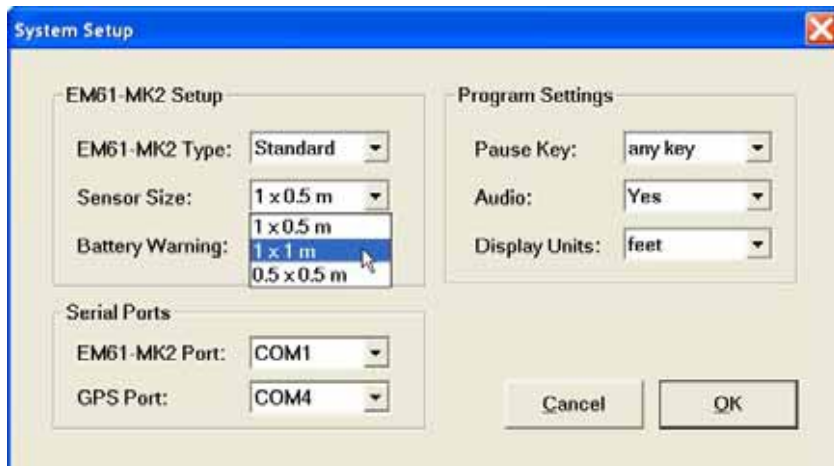 System Setup
EM61-MK2 Setup
EM61-MK2 Type: Standard
Sensor Size: 1 x 0.5 m
1 x 0.5 m
1 x 1 m
0.5 x 0.5 m
Battery Warning:
Serial Ports
EM61-MK2 Port: COM1
GPS Port: COM4
Program Settings
Pause Key: any key
Audio: Yes
Display Units: feet
Cancel
OK